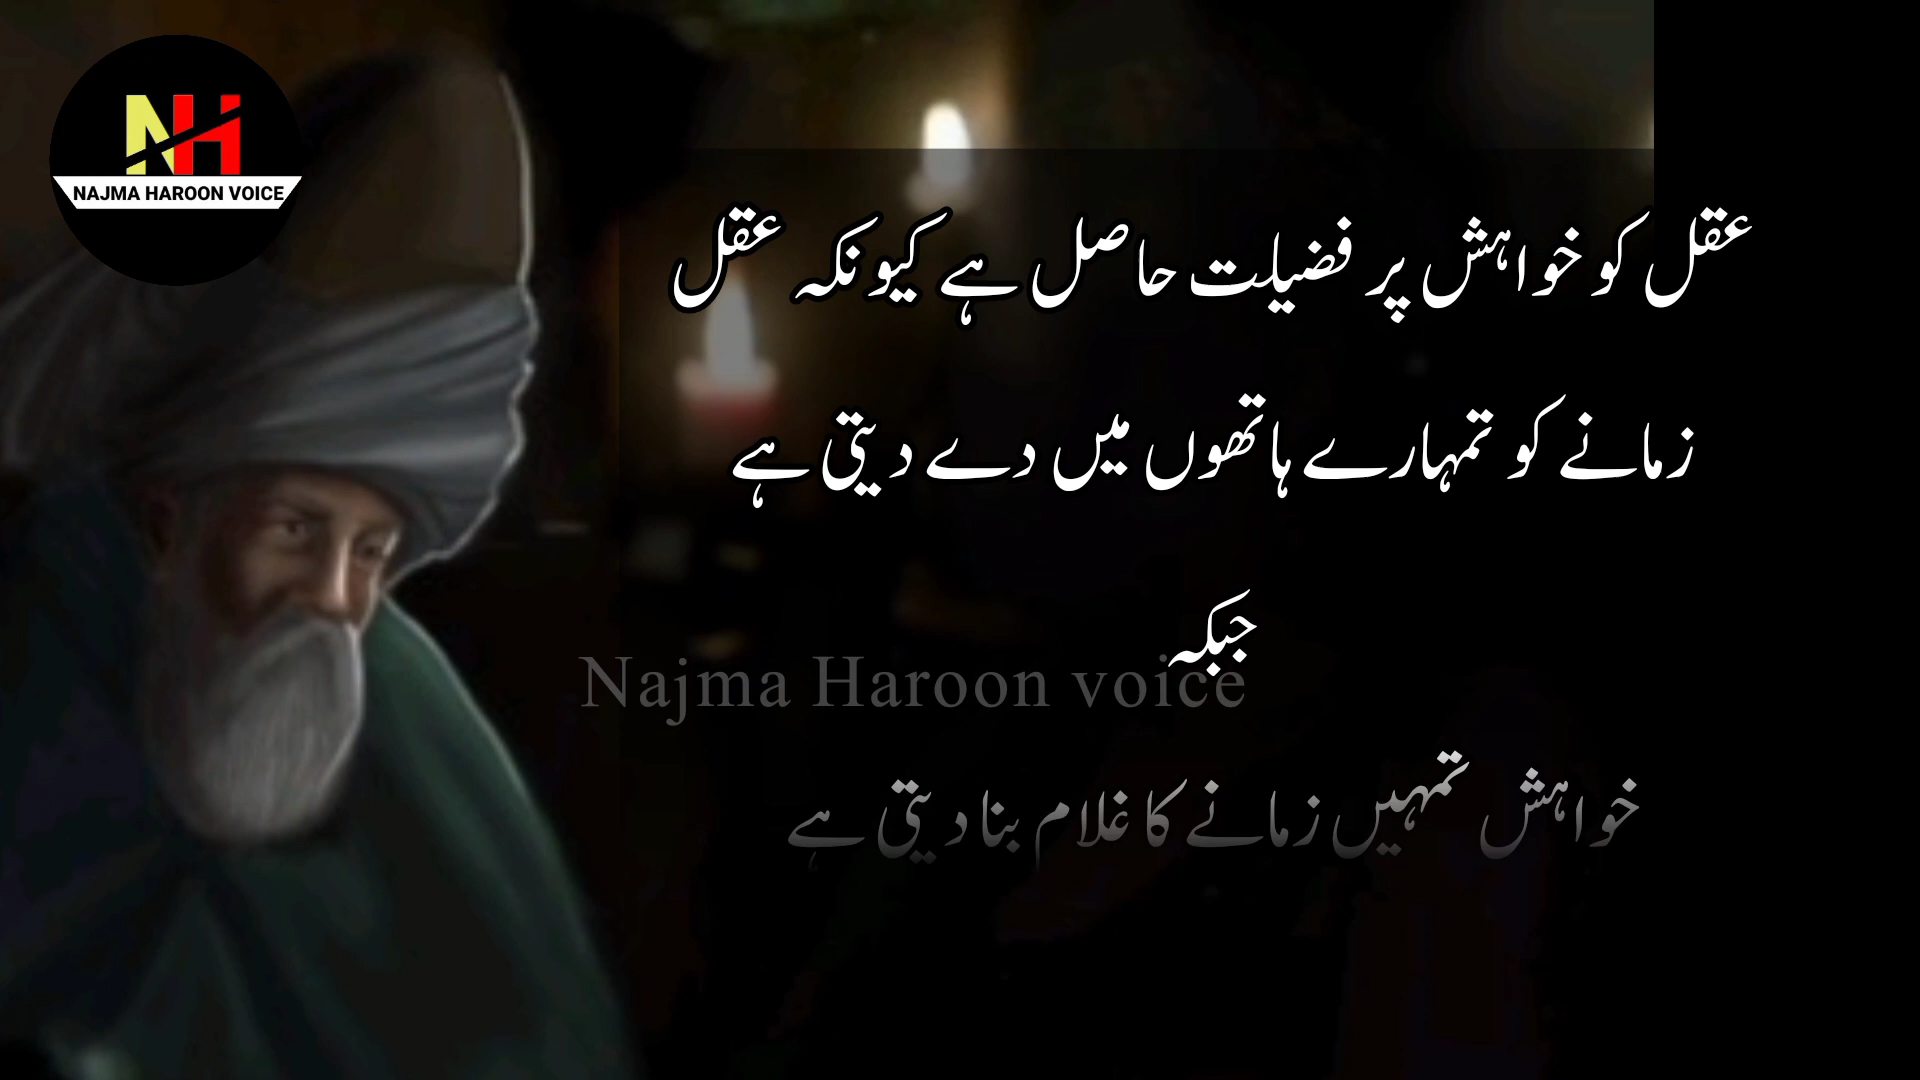 NH
NAJMA HAROON VOICE
عقل کو خواہش پر فضیلت حاصل ہے کیونکہ عقل
زمانے کو تمہارے ہاتھوں میں دے دیتی ہے
جبکہ
Najma Haroon voice
خواہش تمہیں زمانے کا غلام بنا دیتی ہے